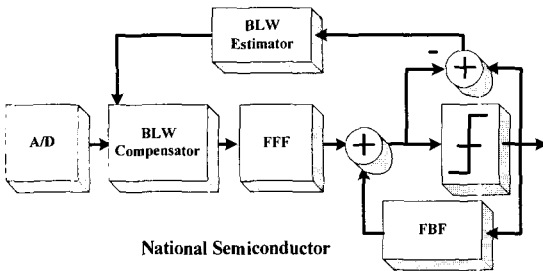 BLW
Estimator
A/D
BLW
Compensator
FFF
+
+
−
FBF
National Semiconductor